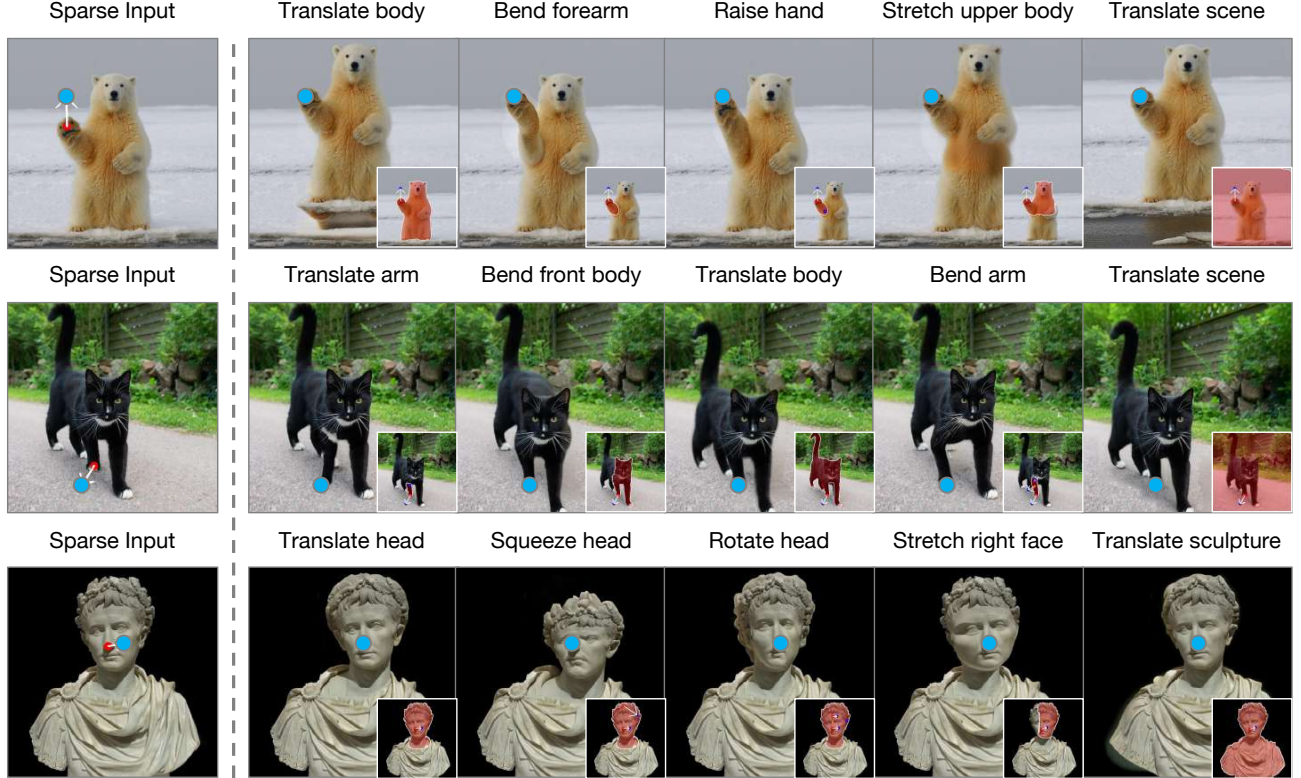 Sparse Input Translate body Bend forearm Raise hand Stretch upper body Translate scene
Sparse Input Translate arm Bend front body Translate body Bend arm Translate scene
Sparse Input Translate head Squeeze head Rotate head Stretch right face Translate sculpture